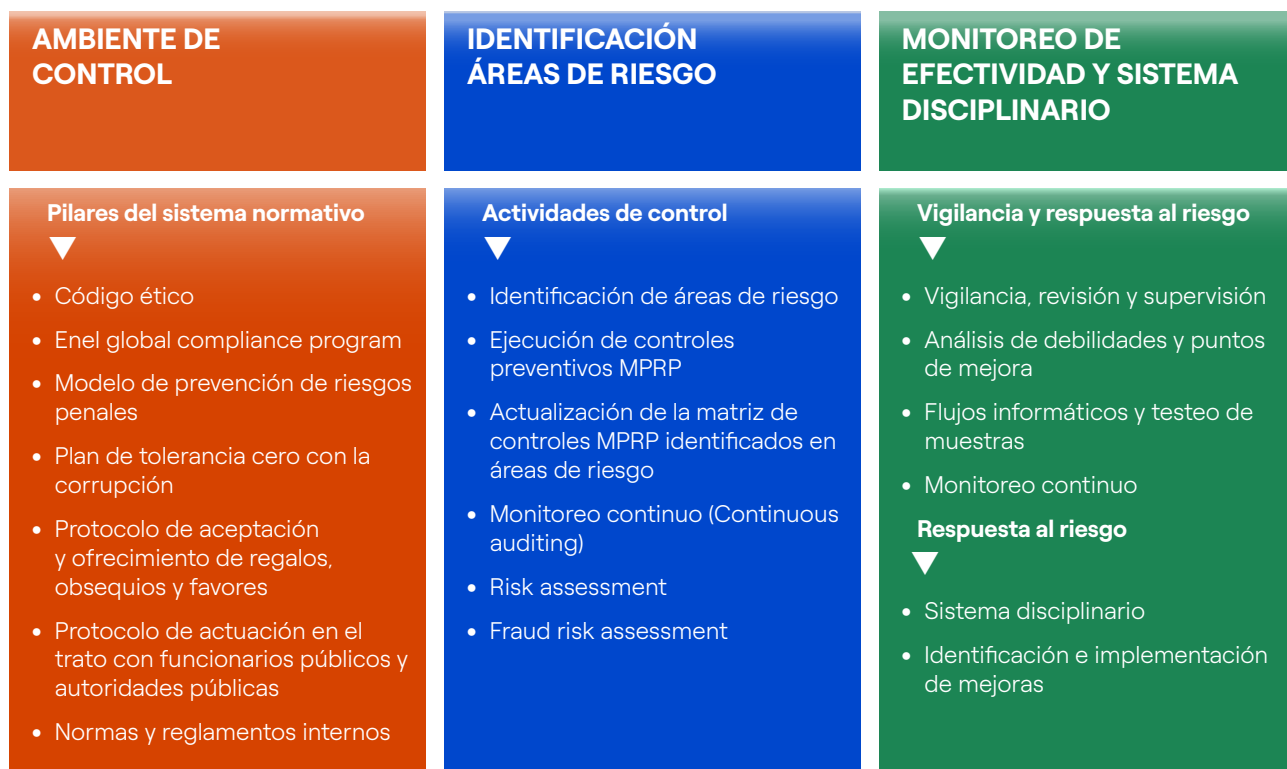 AMBIENTE DE
CONTROL
Pilares del sistema normativo
• Código ético
• Enel global compliance program
• Modelo de prevención de riesgos
penales
• Plan de tolerancia cero con la
corrupción
• Protocolo de aceptación
y ofrecimiento de regalos,
obsequios y favores
• Protocolo de actuación en el
trato con funcionarios públicos y
autoridades públicas
• Normas y reglamentos internos
IDENTIFICACIÓN
ÁREAS DE RIESGO
Actividades de control
• Identificación de áreas de riesgo
• Ejecución de controles
preventivos MPRP
• Actualización de la matriz de
controles MPRP identificados en
áreas de riesgo
• Monitoreo continuo (Continuous
auditing)
• Risk assessment
• Fraud risk assessment
MONITOREO DE
EFECTIVIDAD Y SISTEMA
DISCIPLINARIO
Vigilancia y respuesta al riesgo
• Vigilancia, revisión y supervisión
• Análisis de debilidades y puntos
de mejora
• Flujos informáticos y testeo de
muestras
• Monitoreo continuo
Respuesta al riesgo
• Sistema disciplinario
• Identificación e implementación
de mejoras